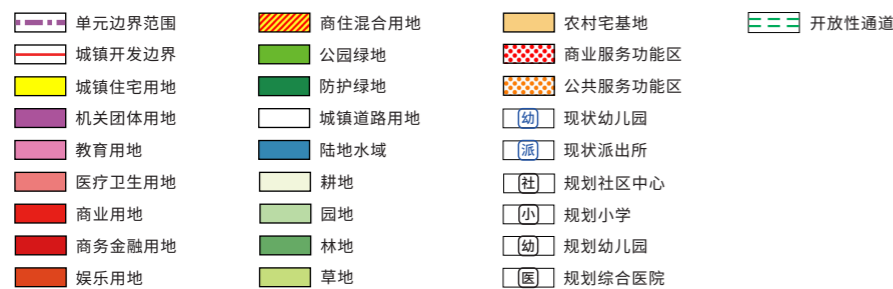 单元边界范围
城镇开发边界
城镇住宅用地
机关团体用地
教育用地
医疗卫生用地
商业用地
商务金融用地
娱乐用地
商住混合用地
公园绿地
防护绿地
城镇道路用地
陆地水域
耕地
园地
林地
草地
农村宅基地
商业服务功能区
公共服务功能区
幼 现状幼儿园
派 现状派出所
社 规划社区中心
小 规划小学
幼 规划幼儿园
医 规划综合医院
开放性通道